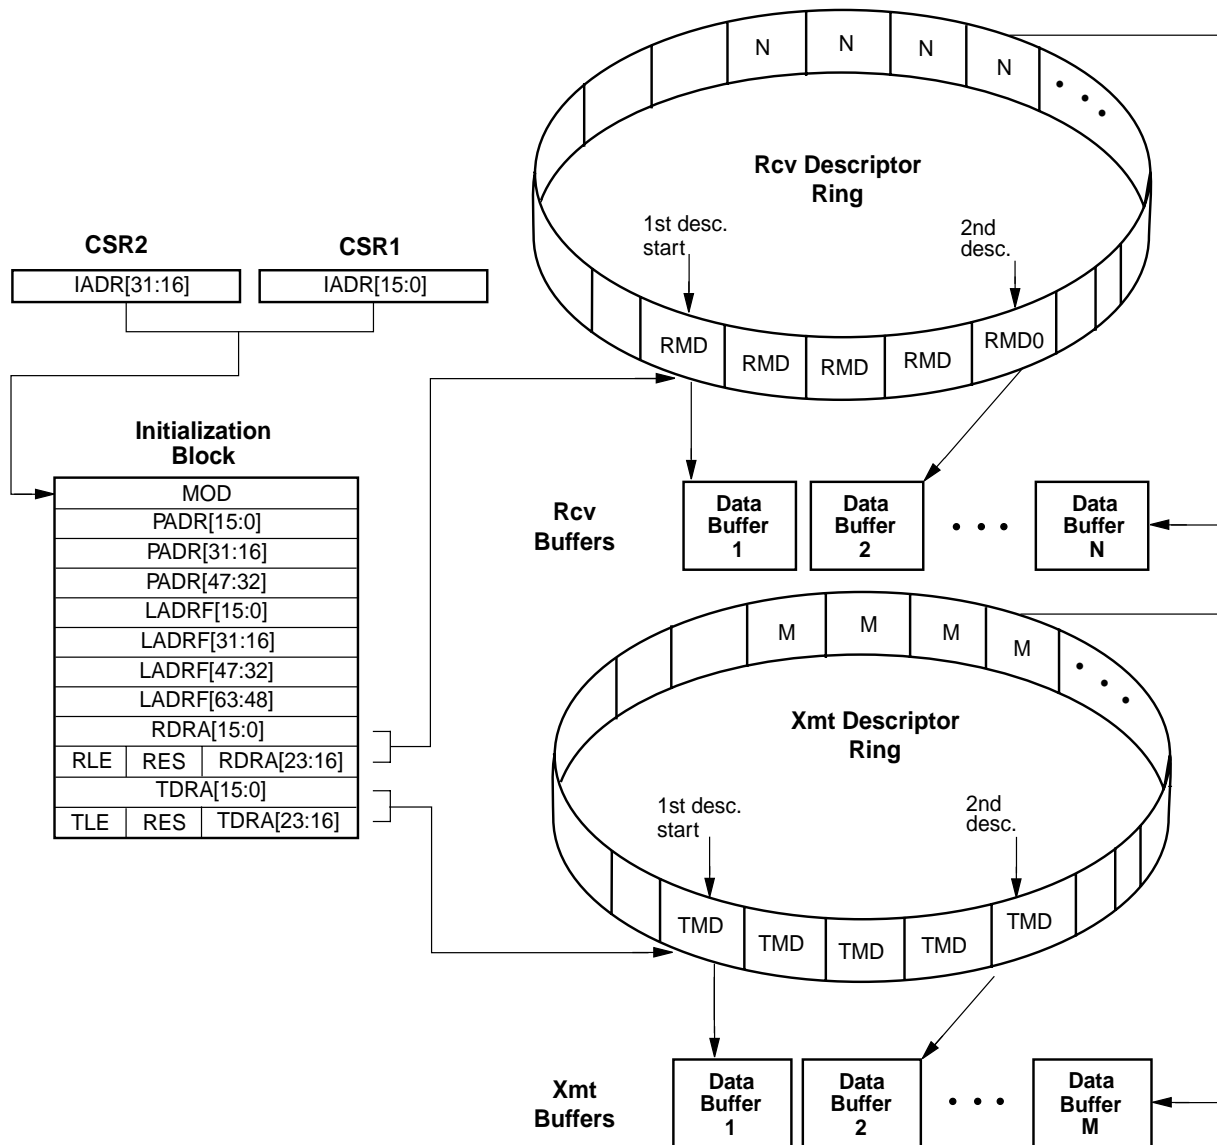 N N N N
Rcv Descriptor
Ring
1st desc.
start
2nd
desc.
CSR2
CSR1
IADR[31:16]
IADR[15:0]
RMD RMD RMD RMD RMD0
Initialization
Block
MOD
PADR[15:0]
PADR[31:16]
PADR[47:32]
LADRF[15:0]
LADRF[31:16]
LADRF[47:32]
LADRF[63:48]
RDRA[15:0]
RLE RES RDRA[23:16]
TDRA[15:0]
TLE RES TDRA[23:16]
Rcv
Buffers
Data
Buffer
1
Data
Buffer
2
• • •
Data
Buffer
N
M M M M
Xmt Descriptor
Ring
1st desc.
start
2nd
desc.
TMD TMD TMD TMD TMD
Xmt
Buffers
Data
Buffer
1
Data
Buffer
2
• • •
Data
Buffer
M